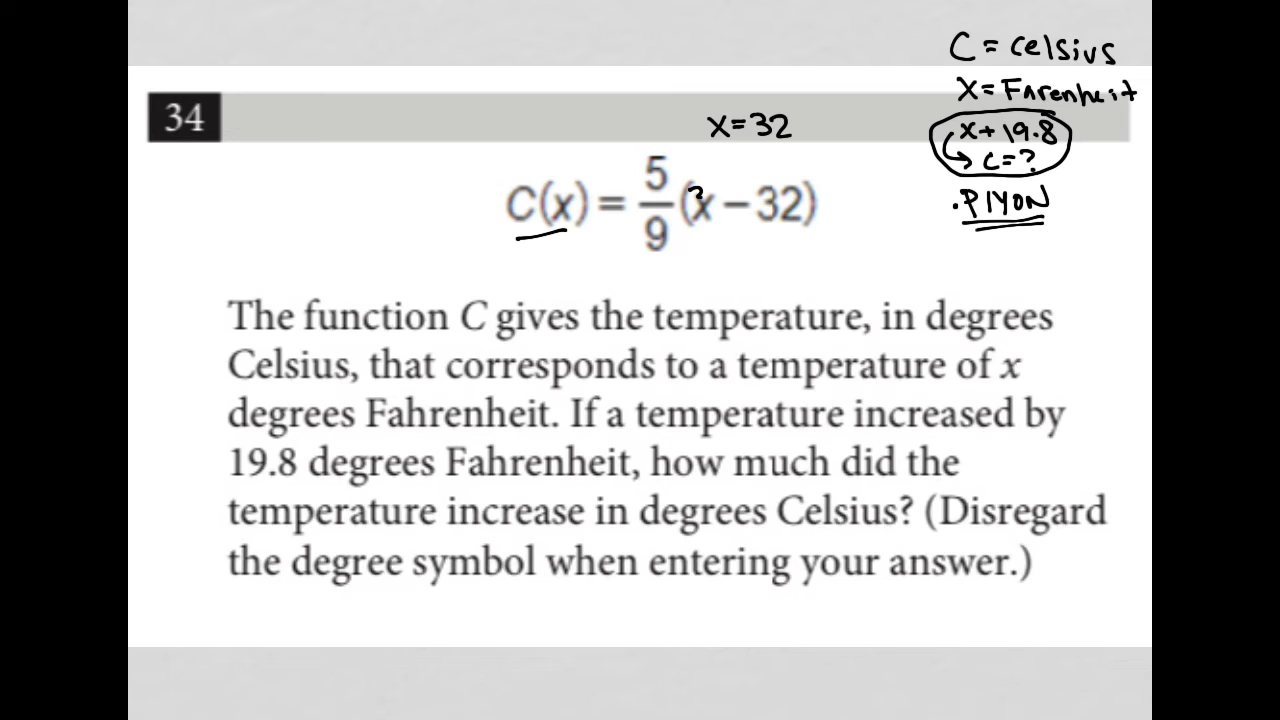 C = Celsius
X = Farenheit
34
x = 32
x + 19.8
C = ?
C(x) = 5/9 (x − 32)
. PIYON
The function C gives the temperature, in degrees
Celsius, that corresponds to a temperature of x
degrees Fahrenheit. If a temperature increased by
19.8 degrees Fahrenheit, how much did the
temperature increase in degrees Celsius? (Disregard
the degree symbol when entering your answer.)